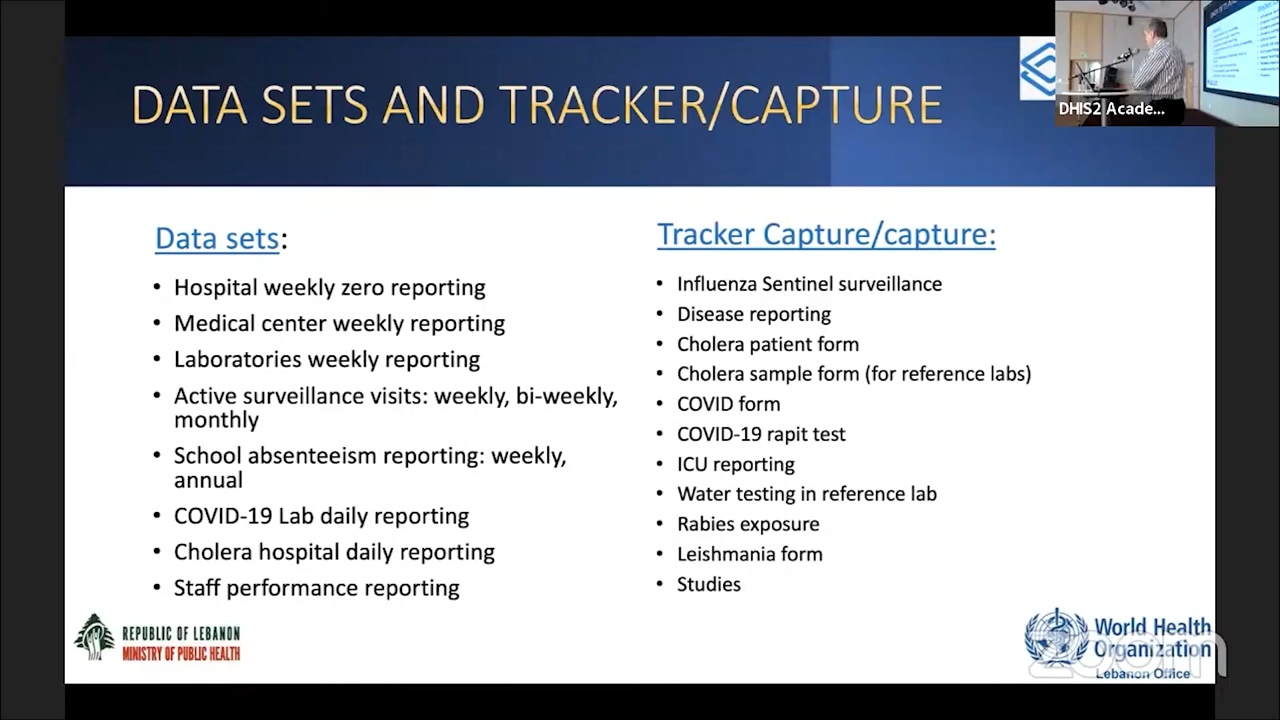 DATA SETS AND TRACKER/CAPTURE
DHIS2 Acade...
Data sets:
• Hospital weekly zero reporting
• Medical center weekly reporting
• Laboratories weekly reporting
• Active surveillance visits: weekly, bi-weekly,
monthly
• School absenteeism reporting: weekly,
annual
• COVID-19 Lab daily reporting
• Cholera hospital daily reporting
• Staff performance reporting
Tracker Capture/capture:
• Influenza Sentinel surveillance
• Disease reporting
• Cholera patient form
• Cholera sample form (for reference labs)
• COVID form
• COVID-19 rapit test
• ICU reporting
• Water testing in reference lab
• Rabies exposure
• Leishmania form
• Studies
REPUBLIC OF LEBANON
MINISTRY OF PUBLIC HEALTH
World Health
Organization
Lebanon Office
zoom